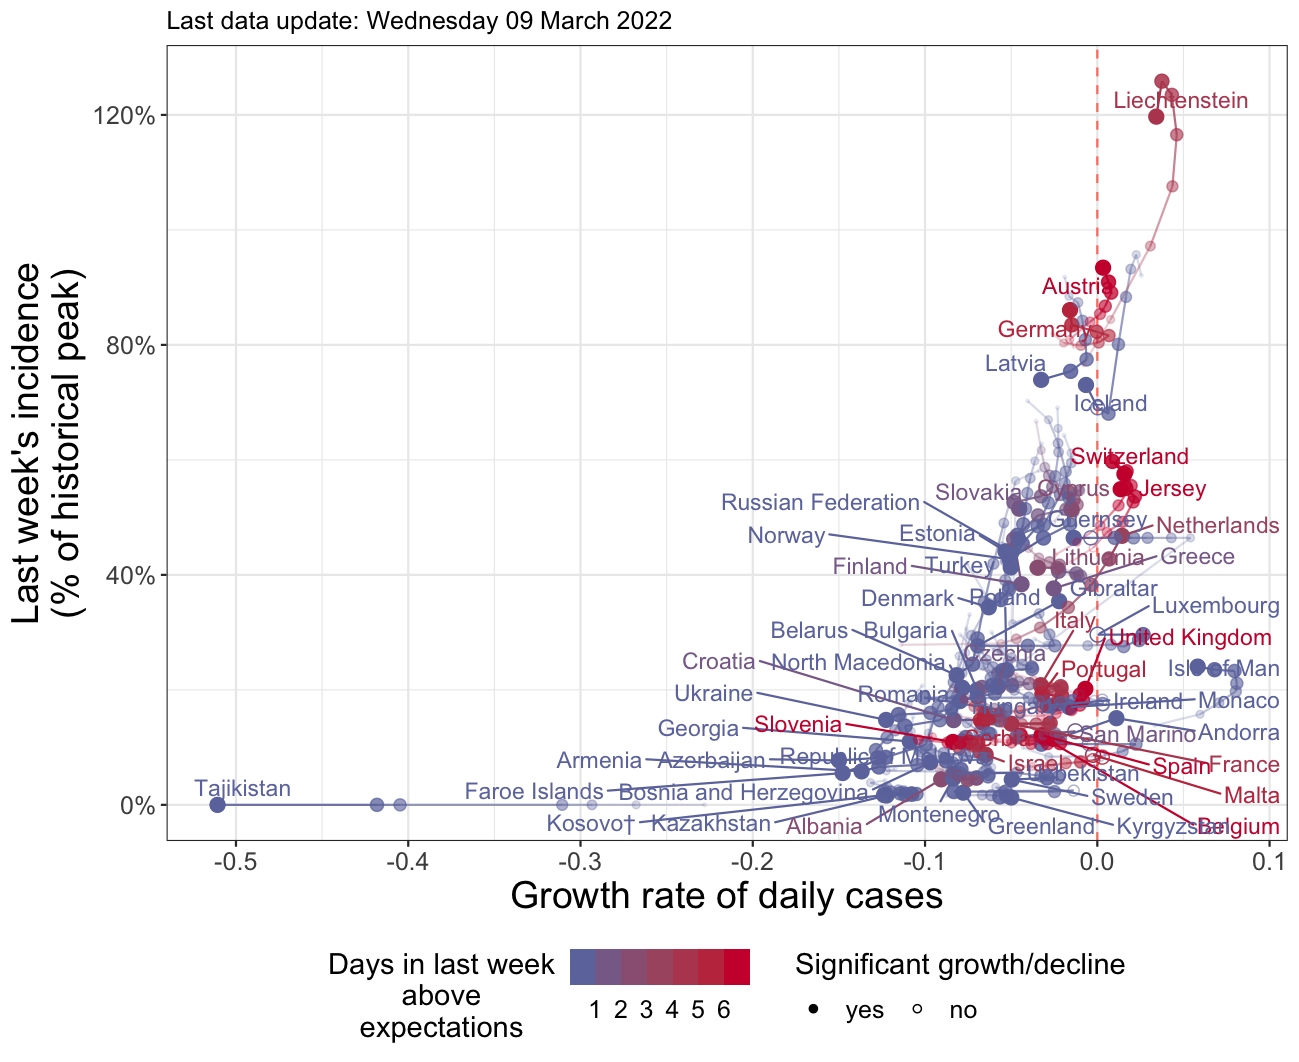 Last data update: Wednesday 09 March 2022
Last week's incidence
(% of historical peak)
120%
80%
40%
0%
Liechtenstein
Austria
Germany
Latvia
Iceland
Switzerland
Slovakia
Cyprus
Jersey
Russian Federation
Guernsey
Netherlands
Norway
Estonia
Finland
Turkey
Lithuania
Greece
Denmark
Poland
Gibraltar
Luxembourg
Belarus
Bulgaria
Italy
United Kingdom
Croatia
North Macedonia
Czechia
Portugal
Isle of Man
Ukraine
Romania
Hungary
Ireland
Monaco
Georgia
Slovenia
Serbia
San Marino
Andorra
Armenia
Azerbaijan
Republic of Moldova
Israel
Spain
France
Tajikistan
Faroe Islands
Bosnia and Herzegovina
Uzbekistan
Sweden
Malta
Kosovo†
Kazakhstan
Albania
Montenegro
Greenland
Kyrgyzstan
Belgium
-0.5
-0.4
-0.3
-0.2
-0.1
0.0
0.1
Growth rate of daily cases
Days in last week
above
expectations
1 2 3 4 5 6
Significant growth/decline
yes
no